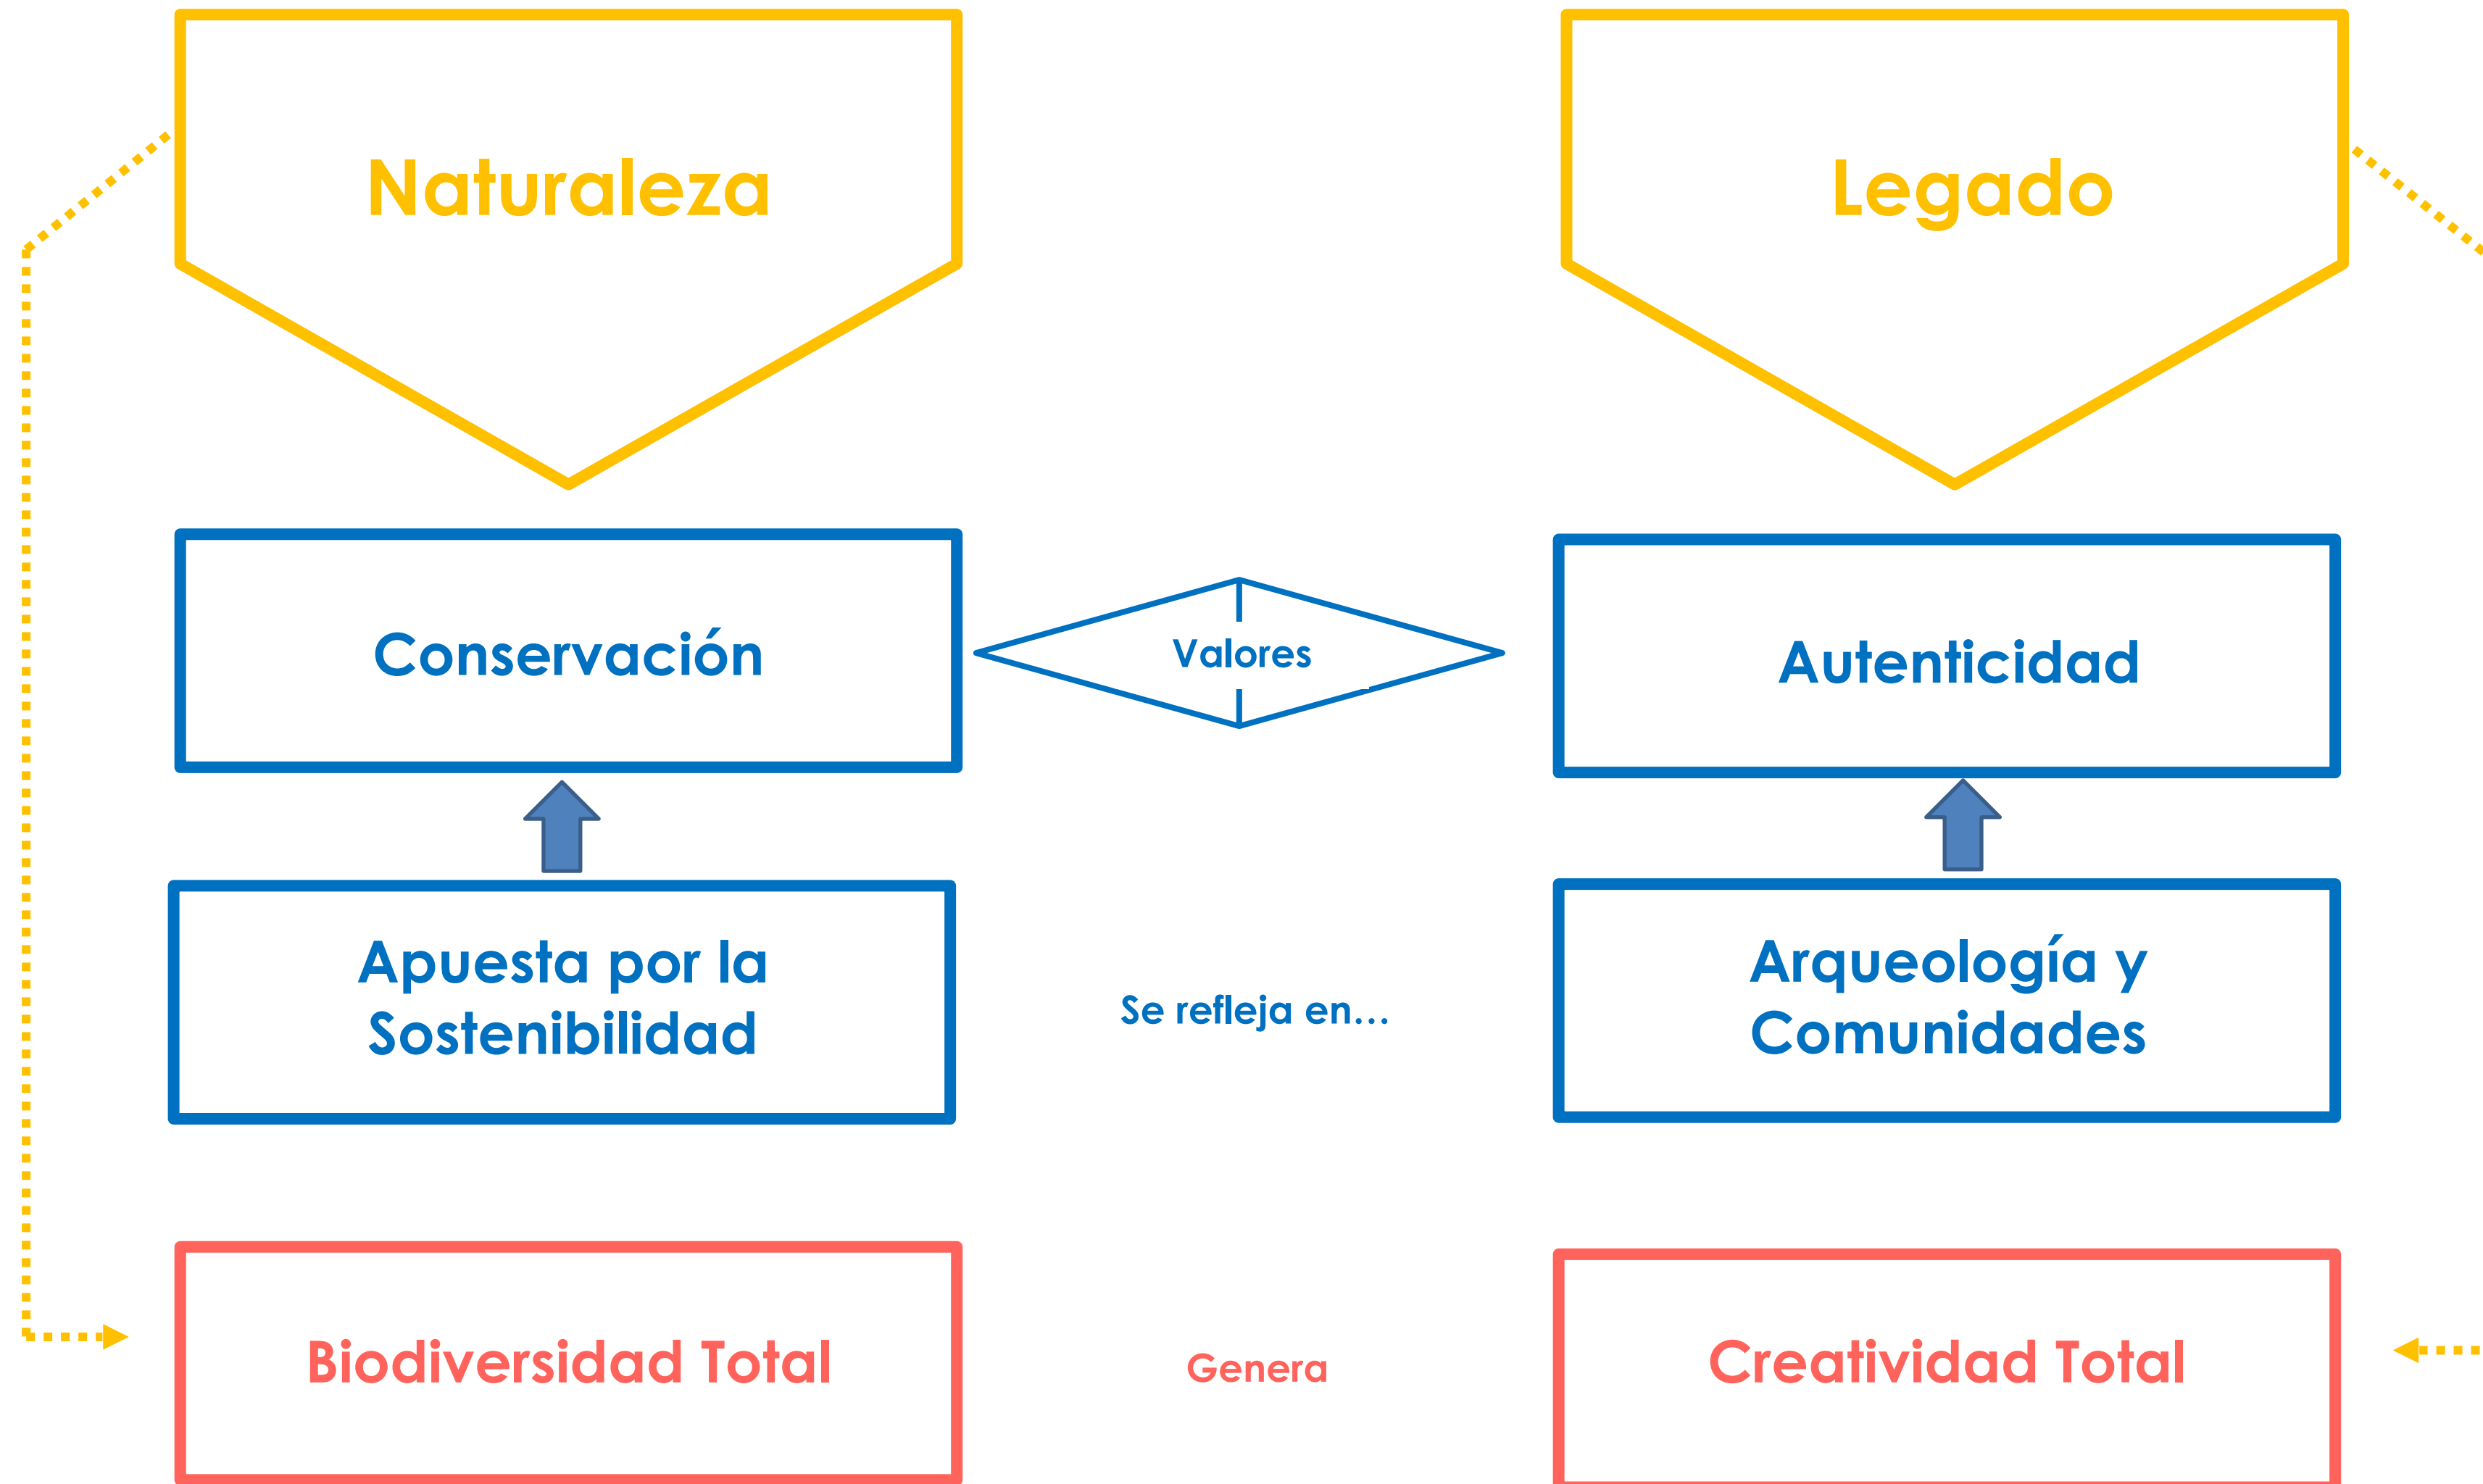 Naturaleza
Legado
Conservación
Valores
Autenticidad
Apuesta por la
Sostenibilidad
Se refleja en...
Arqueología y
Comunidades
Biodiversidad Total
Genera
Creatividad Total